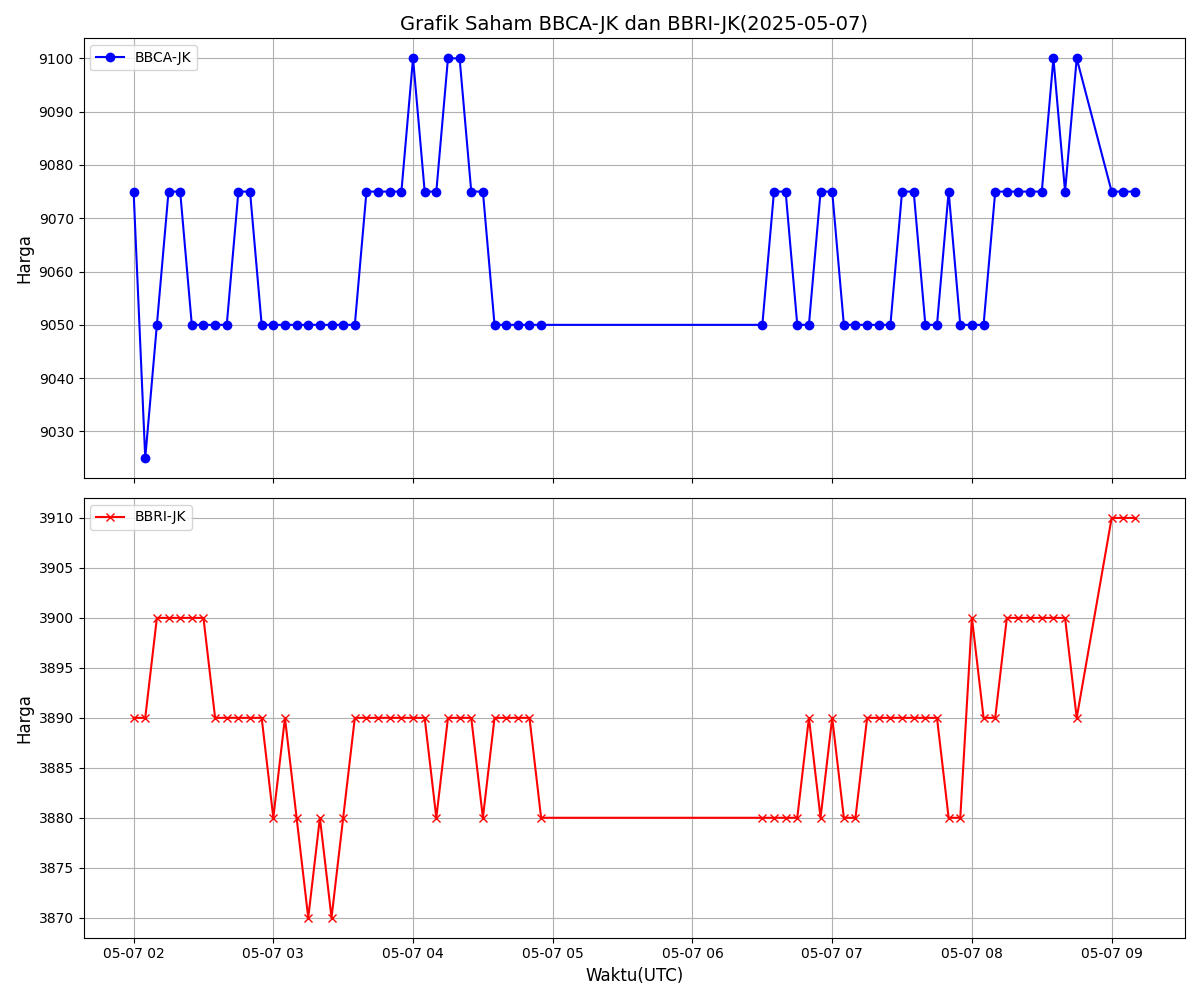 Grafik Saham BBCA-JK dan BBRI-JK(2025-05-07)
BBCA-JK
9100
9090
9080
9070
9060
9050
9040
9030
Harga
BBRI-JK
3910
3905
3900
3895
3890
3885
3880
3875
3870
Harga
05-07 02 05-07 03 05-07 04 05-07 05 05-07 06 05-07 07 05-07 08 05-07 09
Waktu(UTC)